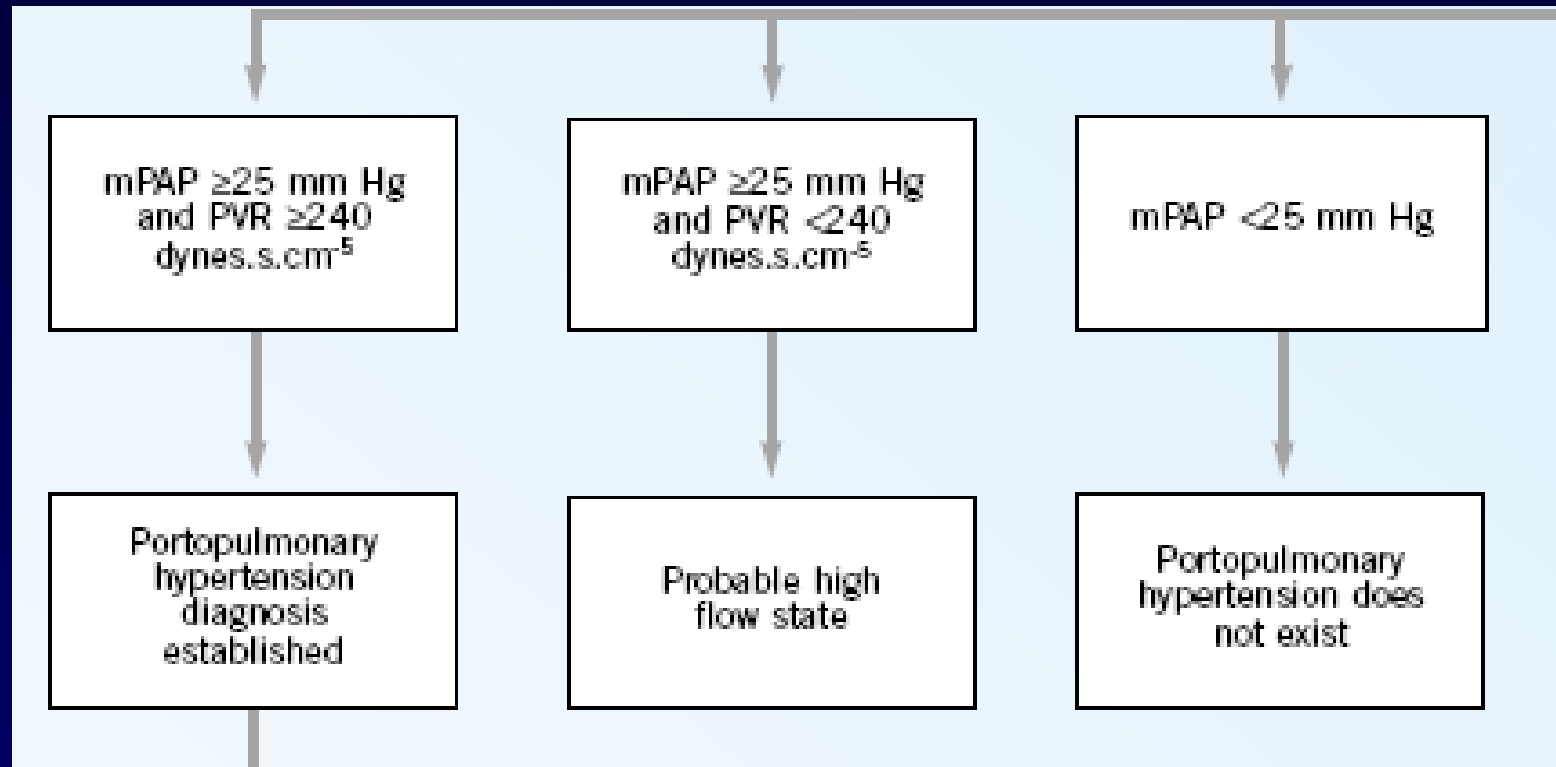 mPAP ≥25 mm Hg
and PVR ≥240
dynes.s.cm⁻⁵
mPAP ≥25 mm Hg
and PVR <240
dynes.s.cm⁻⁵
mPAP <25 mm Hg
Portopulmonary
hypertension
diagnosis
established
Probable high
flow state
Portopulmonary
hypertension does
not exist